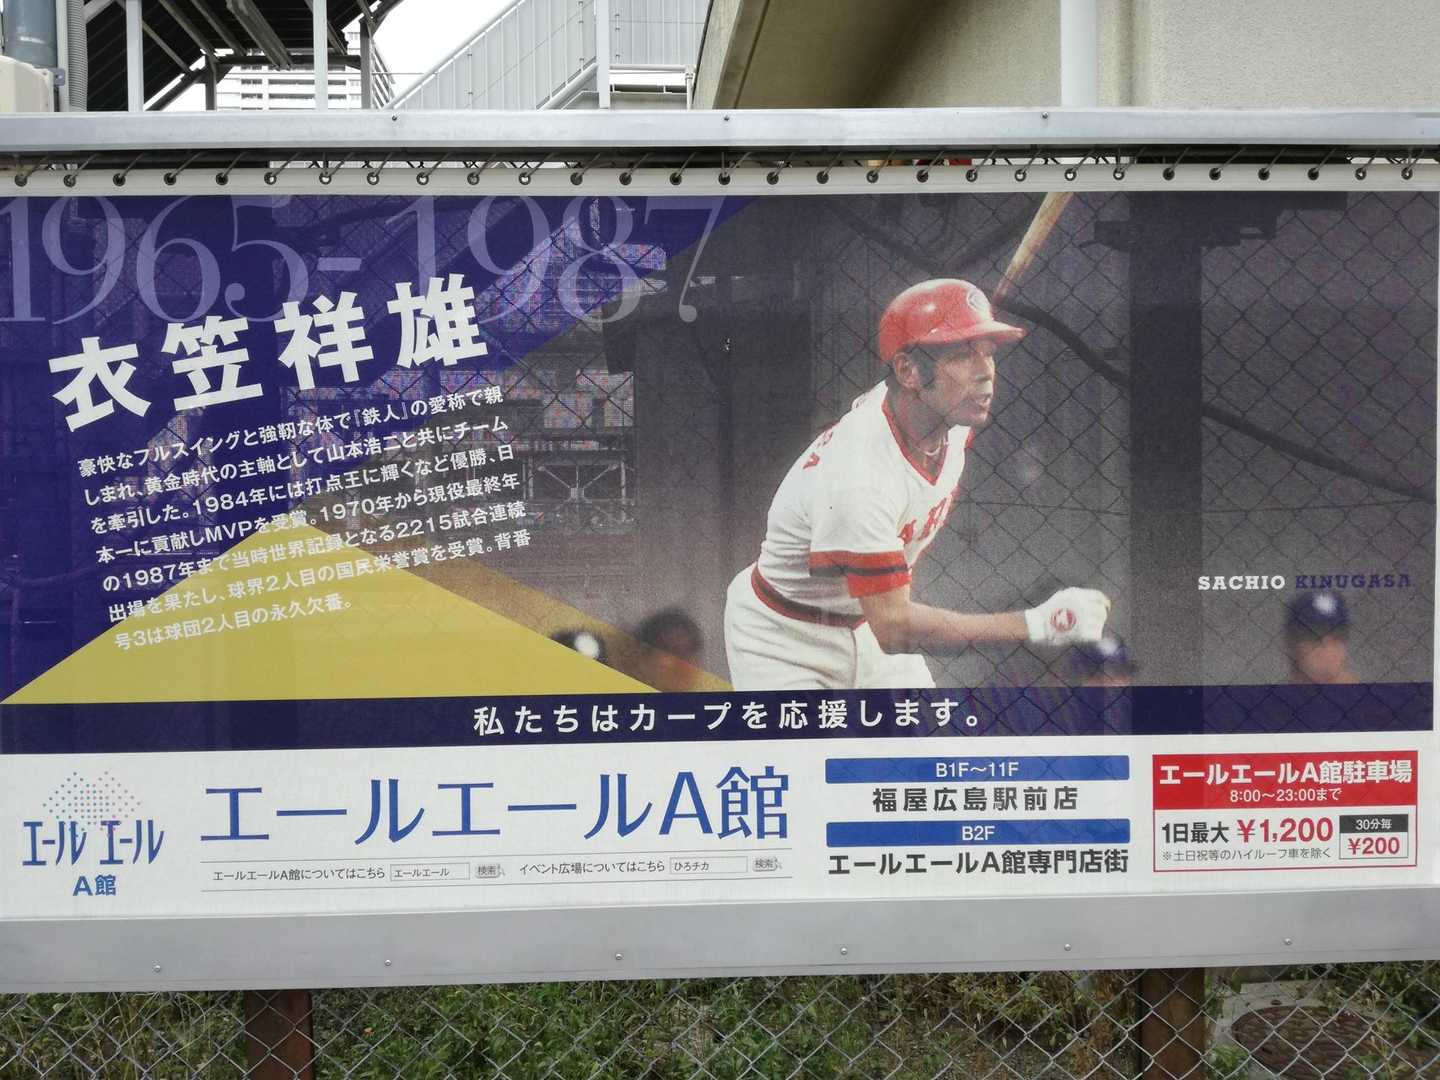 1965-1987
衣笠祥雄
豪快なフルスイングと強靭な体で『鉄人』の愛称で親
しまれ、黄金時代の主軸として山本浩二と共にチーム
を牽引した。1984年には打点王に輝くなど優勝、日
本一に貢献しMVPを受賞。1970年から現役最終年
の1987年まで当時世界記録となる2215試合連続
出場を果たし、球界2人目の国民栄誉賞を受賞。背番
号3は球団2人目の永久欠番。
SACHIO KINUGASA
私たちはカープを応援します。
エールエール
A館
エールエールA館
エールエールA館についてはこちら エールエール 検索
イベント広場についてはこちら ひろチカ 検索
B1F～11F
福屋広島駅前店
B2F
エールエールA館専門店街
エールエールA館駐車場
8:00～23:00まで
1日最大 ¥1,200
※土日祝等のハイルーフ車を除く
30分毎
¥200